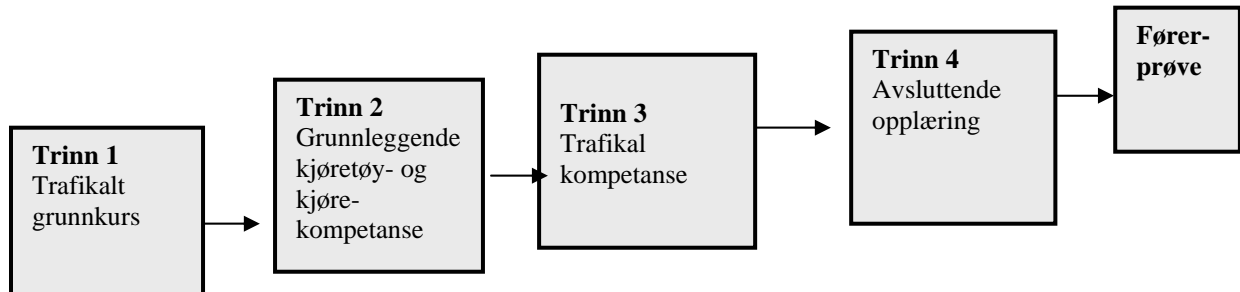 Trinn 1
Trafikalt
grunnkurs
Trinn 2
Grunnleggende
kjøretøy- og
kjøre-
kompetanse
Trinn 3
Trafikal
kompetanse
Trinn 4
Avsluttende
opplæring
Fører-
prøve